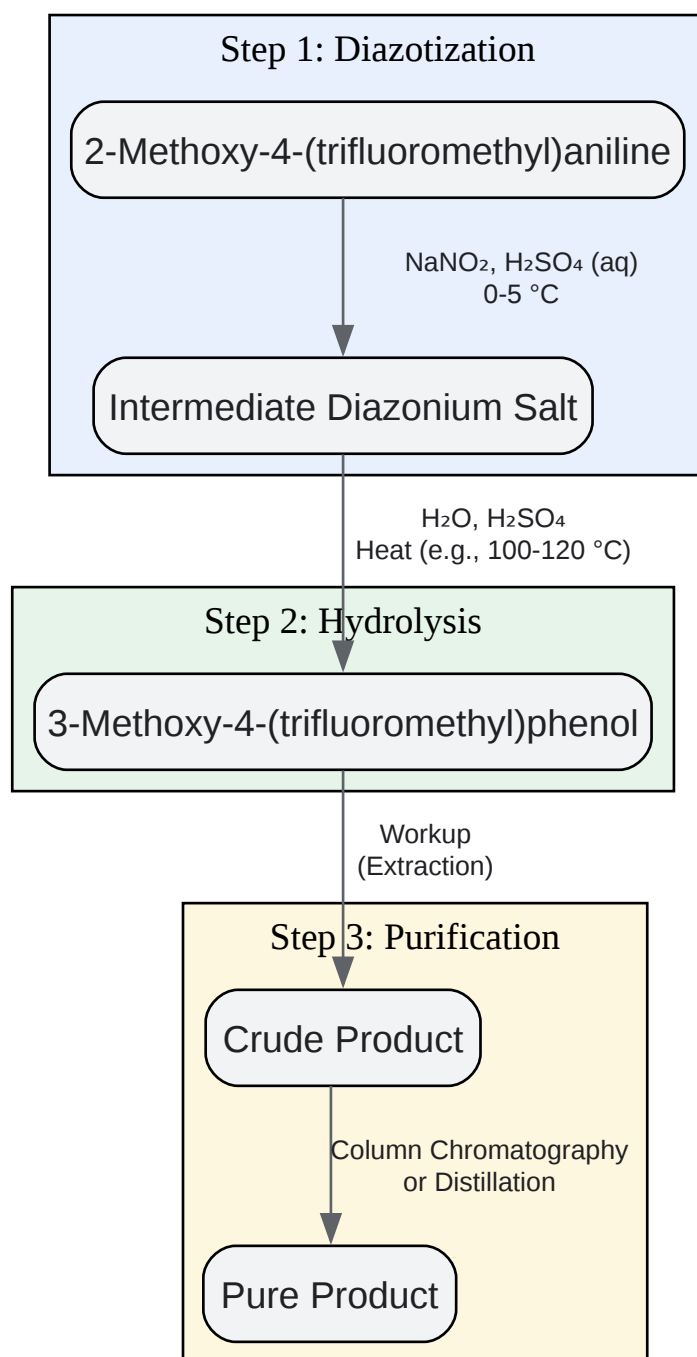 Step 1: Diazotization
2-Methoxy-4-(trifluoromethyl)aniline
NaNO₂, H₂SO₄ (aq)
0-5 °C
Intermediate Diazonium Salt
H₂O, H₂SO₄
Heat (e.g., 100-120 °C)
Step 2: Hydrolysis
3-Methoxy-4-(trifluoromethyl)phenol
Workup
(Extraction)
Step 3: Purification
Crude Product
Column Chromatography
or Distillation
Pure Product